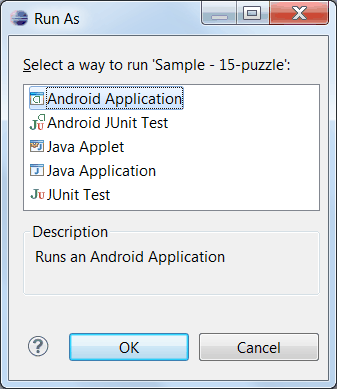 Run As
Select a way to run 'Sample - 15-puzzle':
Android Application
Android JUnit Test
Java Applet
Java Application
JUnit Test
Description
Runs an Android Application
?
OK
Cancel